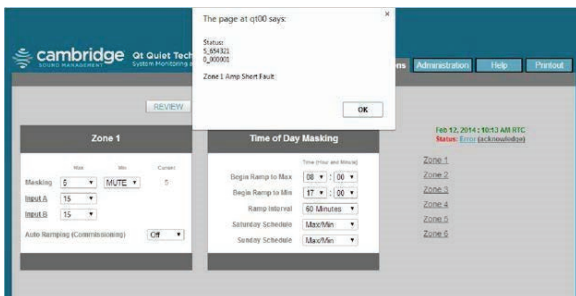 The page at qt00 says:
Status:
5_654321
0_000001
Zone 1 Amp Short Fault
OK
cambridge
SOUND MANAGEMENT
Qt Quiet Tech
System Monitoring
ns
Administration
Help
Printout
REVIEW
Zone 1
Max Min Current
Masking 5 MUTE 5
Input A 15
Input B 15
Auto Ramping (Commissioning) Off
Time of Day Masking
Time (Hour and Minute)
Begin Ramp to Max 08 : 00
Begin Ramp to Min 17 : 00
Ramp Interval 60 Minutes
Saturday Schedule Max/Min
Sunday Schedule Max/Min
Feb 12, 2014 : 10:13 AM RTC
Status: Error (acknowledge)
Zone 1
Zone 2
Zone 3
Zone 4
Zone 5
Zone 6